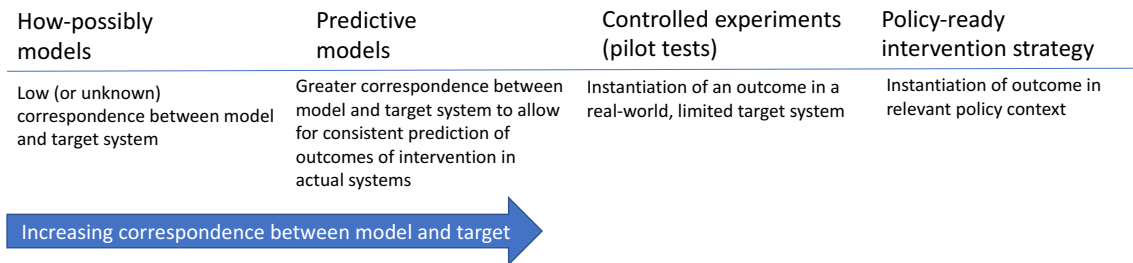 How-possibly
models
Predictive
models
Controlled experiments
(pilot tests)
Policy-ready
intervention strategy
Low (or unknown)
correspondence between model
and target system
Greater correspondence between
model and target system to allow
for consistent prediction of
outcomes of intervention in
actual systems
Instantiation of an outcome in a
real-world, limited target system
Instantiation of outcome in
relevant policy context
Increasing correspondence between model and target